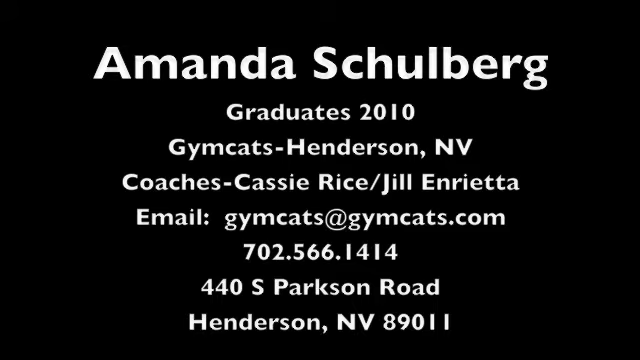 Amanda Schulberg
Graduates 2010
Gymcats-Henderson, NV
Coaches-Cassie Rice/Jill Enrietta
Email:  gymcats@gymcats.com
702.566.1414
440 S Parkson Road
Henderson, NV 89011